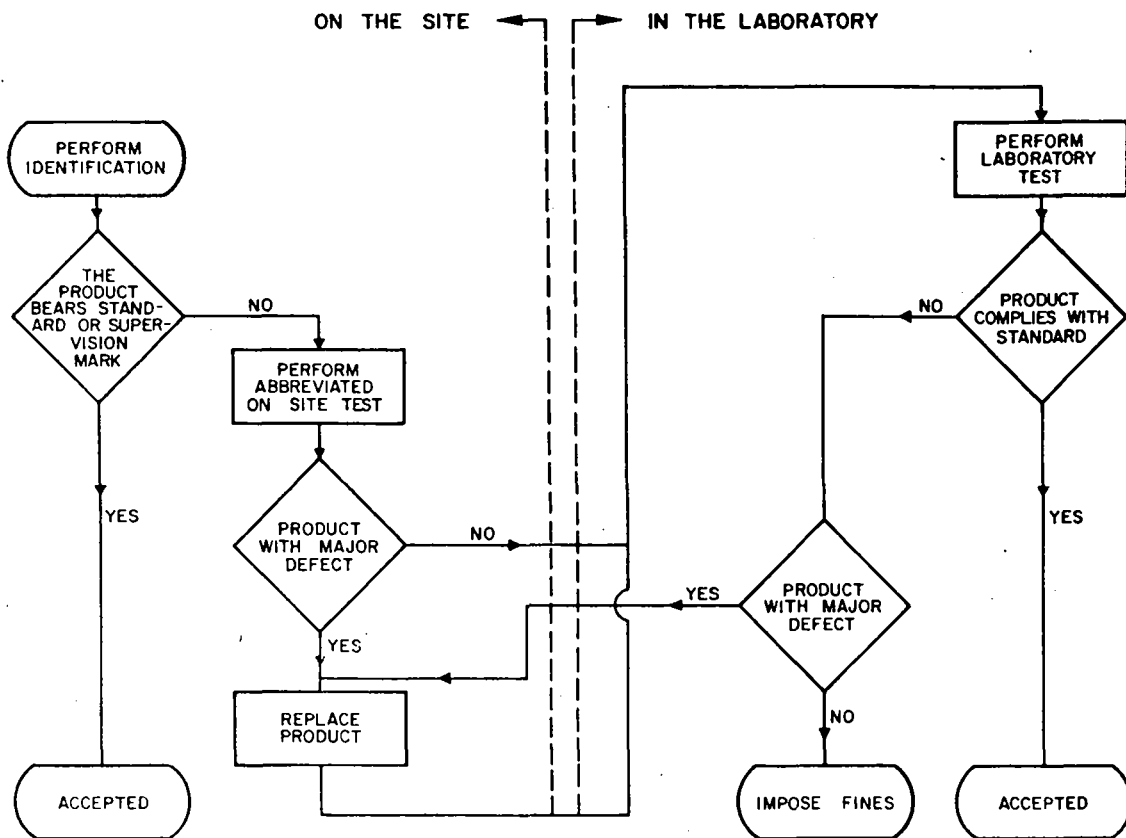 ON THE SITE
IN THE LABORATORY
PERFORM
IDENTIFICATION
THE
PRODUCT
BEARS STAND-
ARD OR SUPER-
VISION
MARK
NO
YES
ACCEPTED
PERFORM
ABBREVIATED
ON SITE TEST
PRODUCT
WITH MAJOR
DEFECT
NO
YES
REPLACE
PRODUCT
PERFORM
LABORATORY
TEST
PRODUCT
COMPLIES WITH
STANDARD
NO
YES
PRODUCT
WITH MAJOR
DEFECT
YES
NO
IMPOSE FINES
ACCEPTED